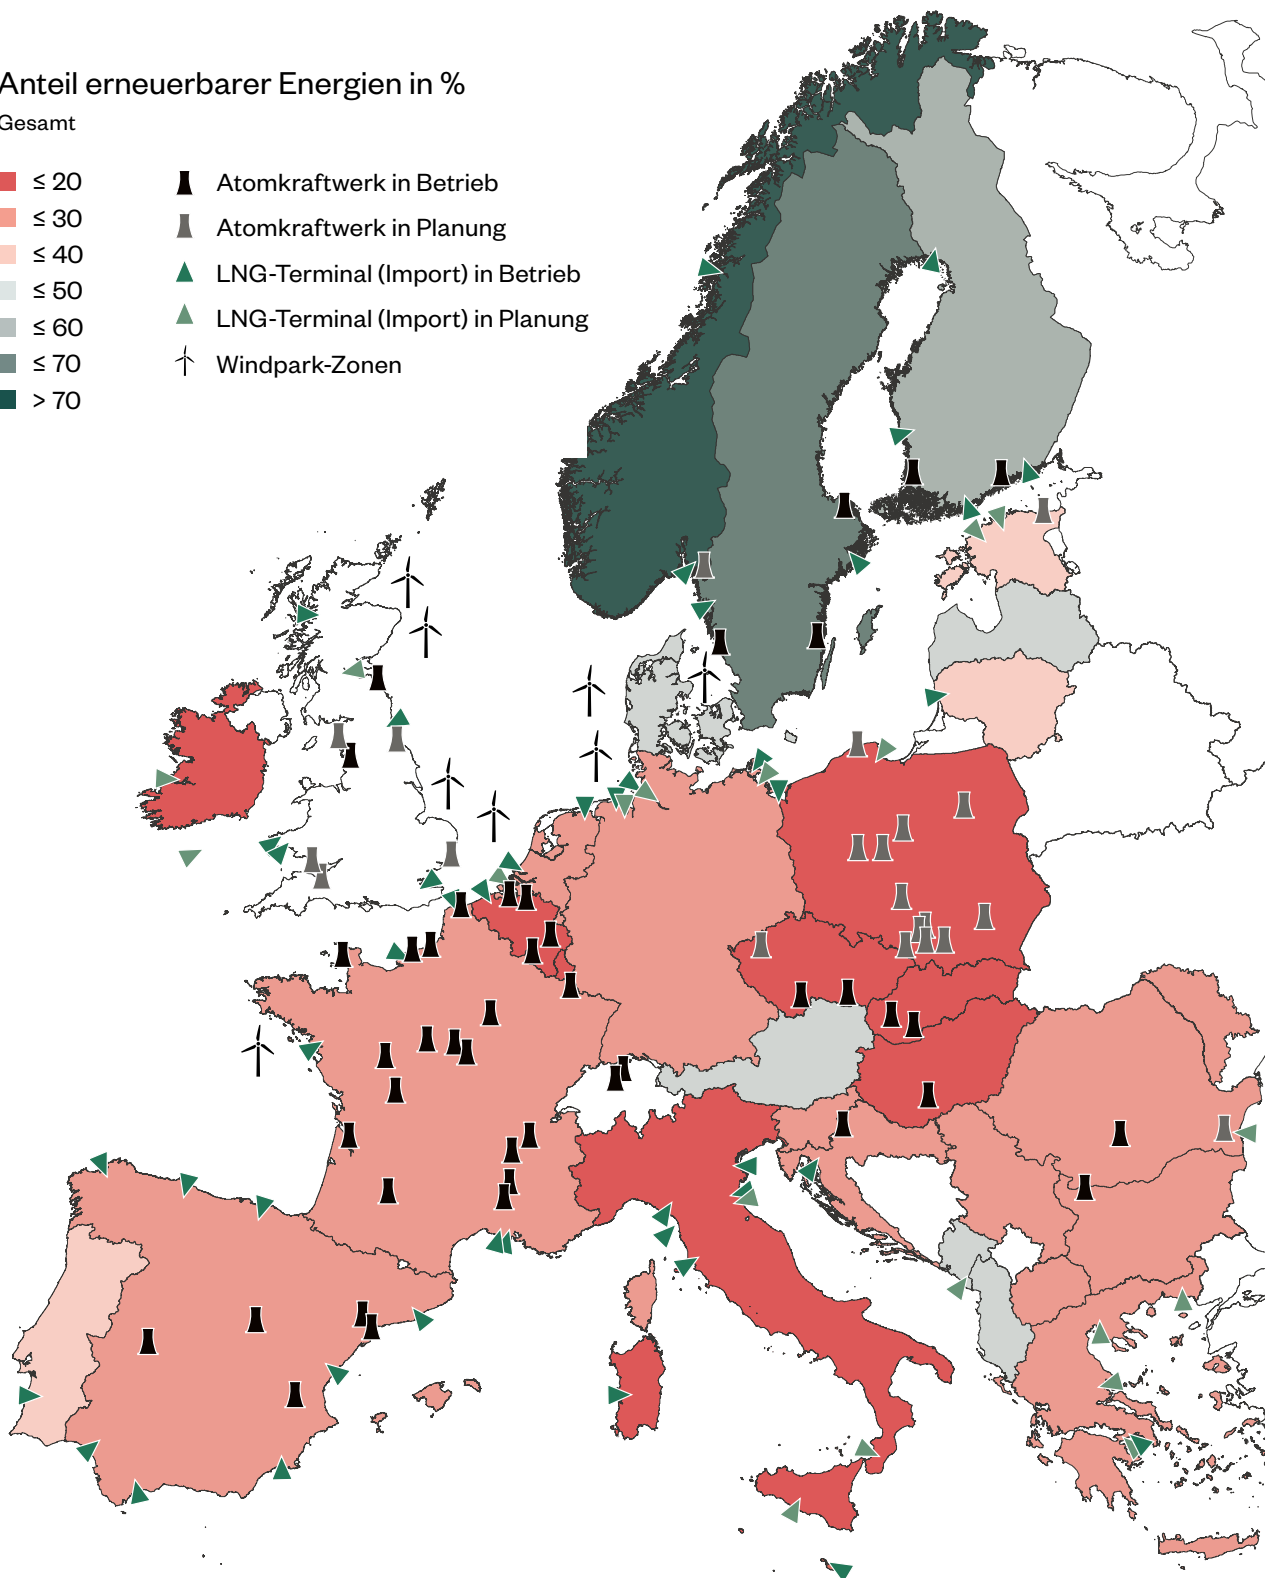 Anteil erneuerbarer Energien in %
Gesamt
≤ 20
≤ 30
≤ 40
≤ 50
≤ 60
≤ 70
> 70
Atomkraftwerk in Betrieb
Atomkraftwerk in Planung
LNG-Terminal (Import) in Betrieb
LNG-Terminal (Import) in Planung
Windpark-Zonen